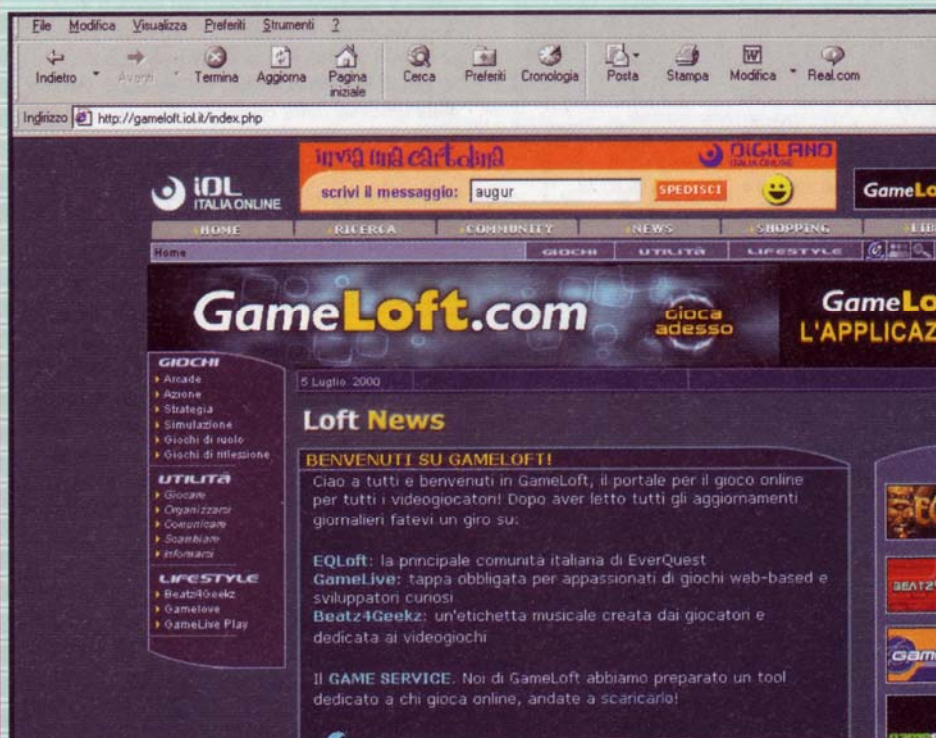 File Modifica Visualizza Preferiti Strumenti ?
Indietro Avanti Termina Aggiorna Pagina iniziale Cerca Preferiti Cronologia Posta Stampa Modifica Real.com
Indirizzo http://gameloft.iol.it/index.php
invia una cartolina
DIGILAND
ITALIA ONLINE
iOL
ITALIA ONLINE
scrivi il messaggio: augur SPEDISCI
GameLo
HOME RICERCA COMMUNITY NEWS SHOPPING LIB
Home GIOCHI UTILITà LIFESTYLE
GameLoft.com
Gioca
adesso
GameLo
L'APPLICAZ
GIOCHI
Arcade
Azione
Strategia
Simulazione
Giochi di ruolo
Giochi di riflessione
UTILITà
Giocare
Organizzarsi
Comunicare
Scambiare
Informarsi
LIFESTYLE
Beatz4Geekz
Gamelove
GameLive Play
5 Luglio 2000
Loft News
BENVENUTI SU GAMELOFT!
Ciao a tutti e benvenuti in GameLoft, il portale per il gioco online
per tutti i videogiocatori! Dopo aver letto tutti gli aggiornamenti
giornalieri fatevi un giro su:
EQLoft: la principale comunità italiana di EverQuest
GameLive: tappa obbligata per appassionati di giochi web-based e
sviluppatori curiosi
Beatz4Geekz: un'etichetta musicale creata dai giocatori e
dedicata ai videogiochi
Il GAME SERVICE. Noi di GameLoft abbiamo preparato un tool
dedicato a chi gioca online, andate a scaricarlo!
EQ
BEATZ
Game